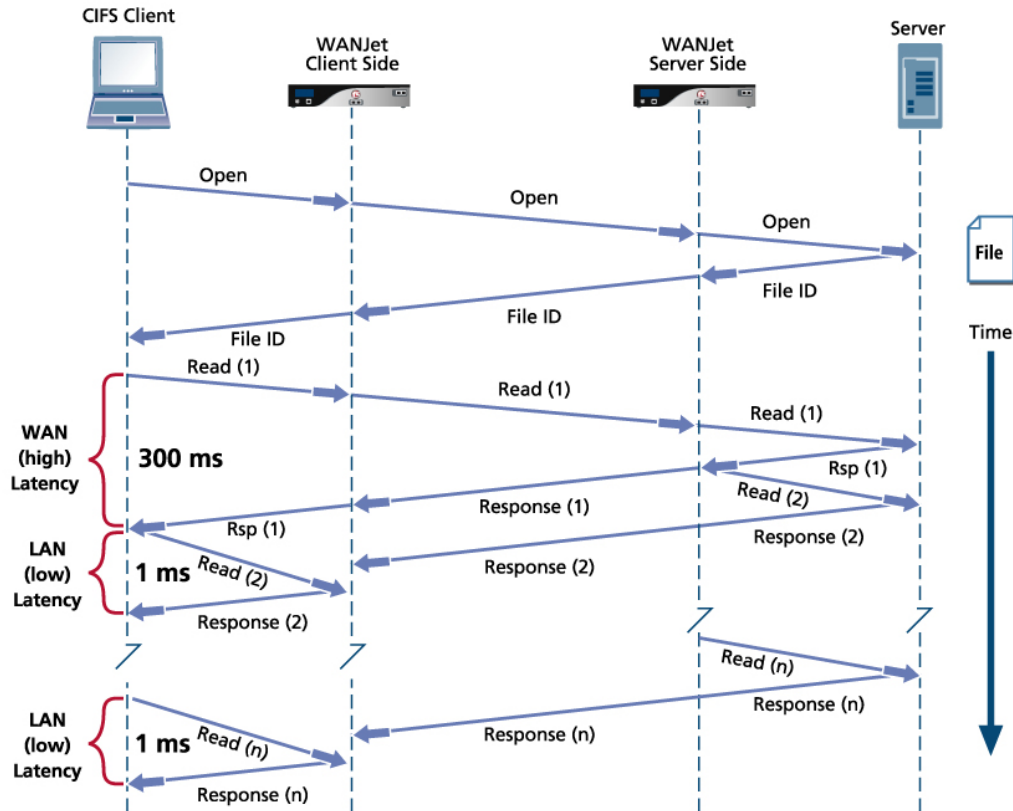 CIFS Client
WANJet
Client Side
WANJet
Server Side
Server
Open
Open
Open
File
File ID
File ID
File ID
Time
Read (1)
Read (1)
Read (1)
WAN
(high)
Latency
300 ms
Rsp (1)
Read (2)
Response (1)
Rsp (1)
Response (2)
LAN
(low)
Latency
1 ms
Read (2)
Response (2)
Response (2)
Read (n)
Response (n)
LAN
(low)
Latency
1 ms
Read (n)
Response (n)
Response (n)